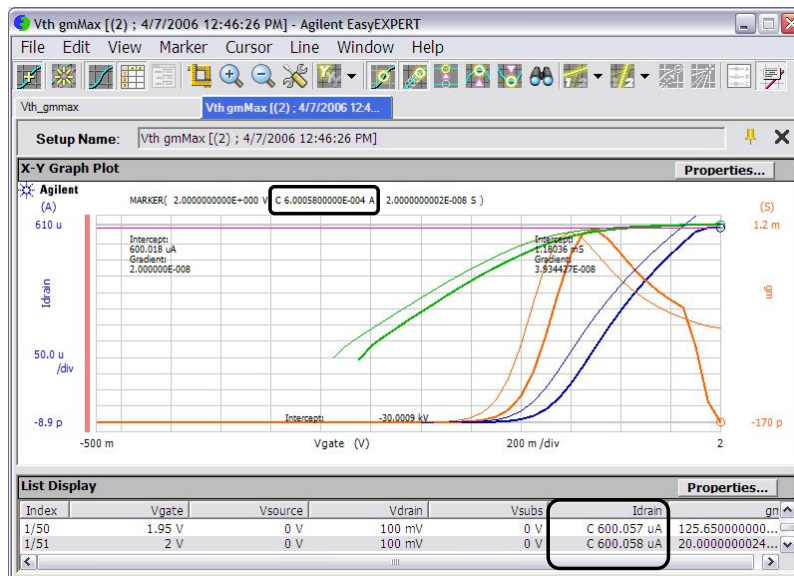 Vth gmMax [(2) ; 4/7/2006 12:46:26 PM] - Agilent EasyEXPERT
File Edit View Marker Cursor Line Window Help
Vth_gmmax
Vth gmMax [(2) ; 4/7/2006 12:4...
Setup Name: Vth gmMax [(2) ; 4/7/2006 12:46:26 PM]
X-Y Graph Plot
Properties...
Agilent
MARKER( 2.0000000000E+000 V C 6.0005800000E-004 A 2.0000000002E-008 S )
(A)
(S)
610 u
1.2 m
Intercept:
600.018 uA
Gradient:
2.000000E-008
Intercept:
1.18036 mS
Gradient:
3.934427E-008
Idrain
gm
50.0 u
/div
Intercept: -30.0009 kV
-8.9 p
-170 p
-500 m
Vgate (V)
200 m /div
2
List Display
Properties...
Index Vgate Vsource Vdrain Vsubs Idrain gn
1/50 1.95 V 0 V 100 mV 0 V C 600.057 uA 125.650000000...
1/51 2 V 0 V 100 mV 0 V C 600.058 uA 20.0000000024...